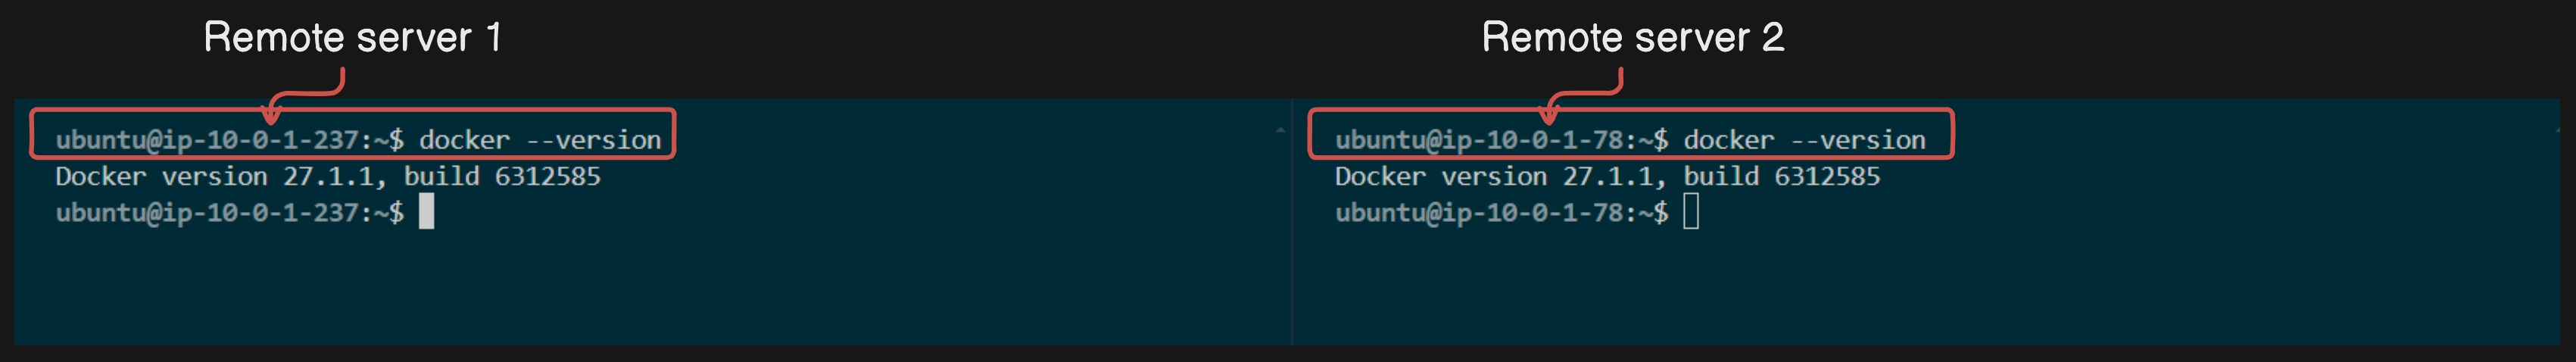 Remote server 1
ubuntu@ip-10-0-1-237:~$ docker --version
Docker version 27.1.1, build 6312585
ubuntu@ip-10-0-1-237:~$
Remote server 2
ubuntu@ip-10-0-1-78:~$ docker --version
Docker version 27.1.1, build 6312585
ubuntu@ip-10-0-1-78:~$